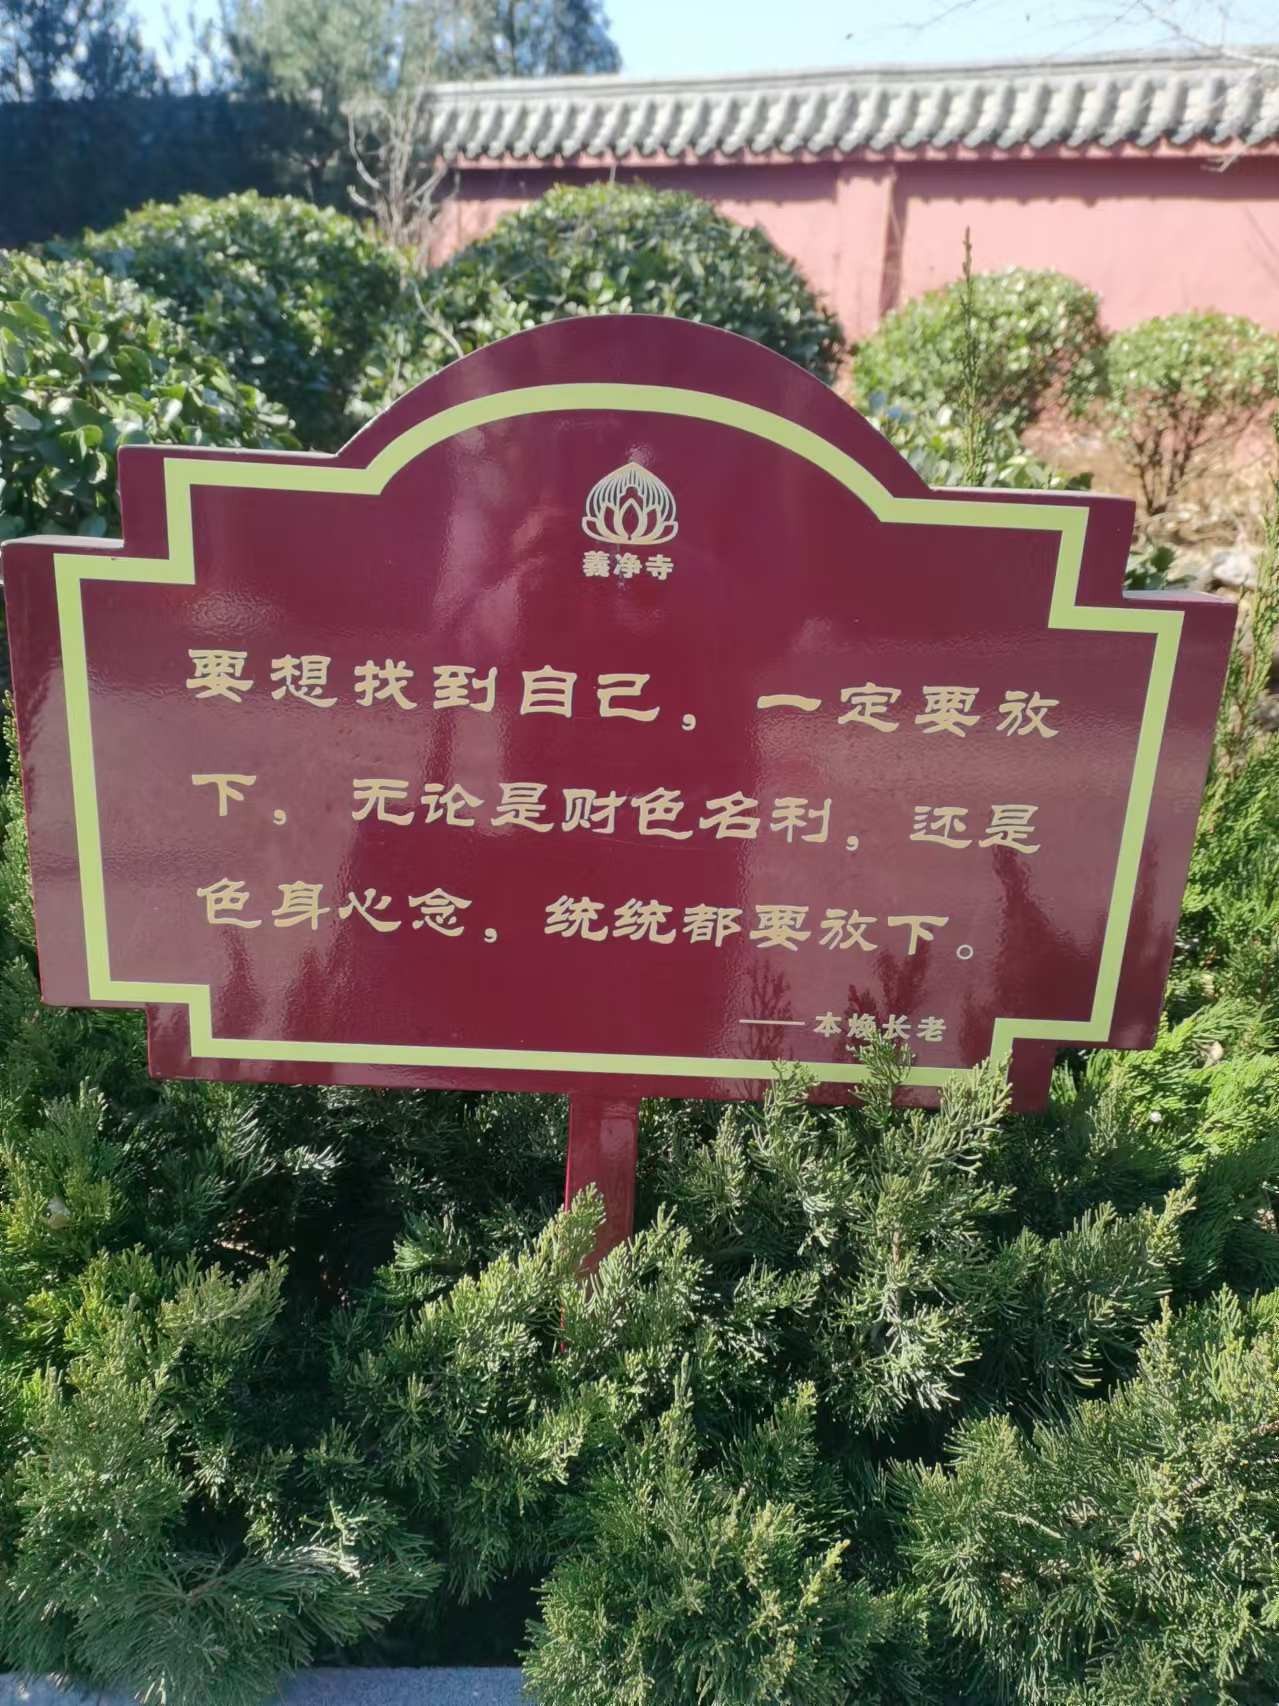 義净寺
要想找到自己，一定要放
下，无论是财色名利，还是
色身心念，统统都要放下。
——本焕长老